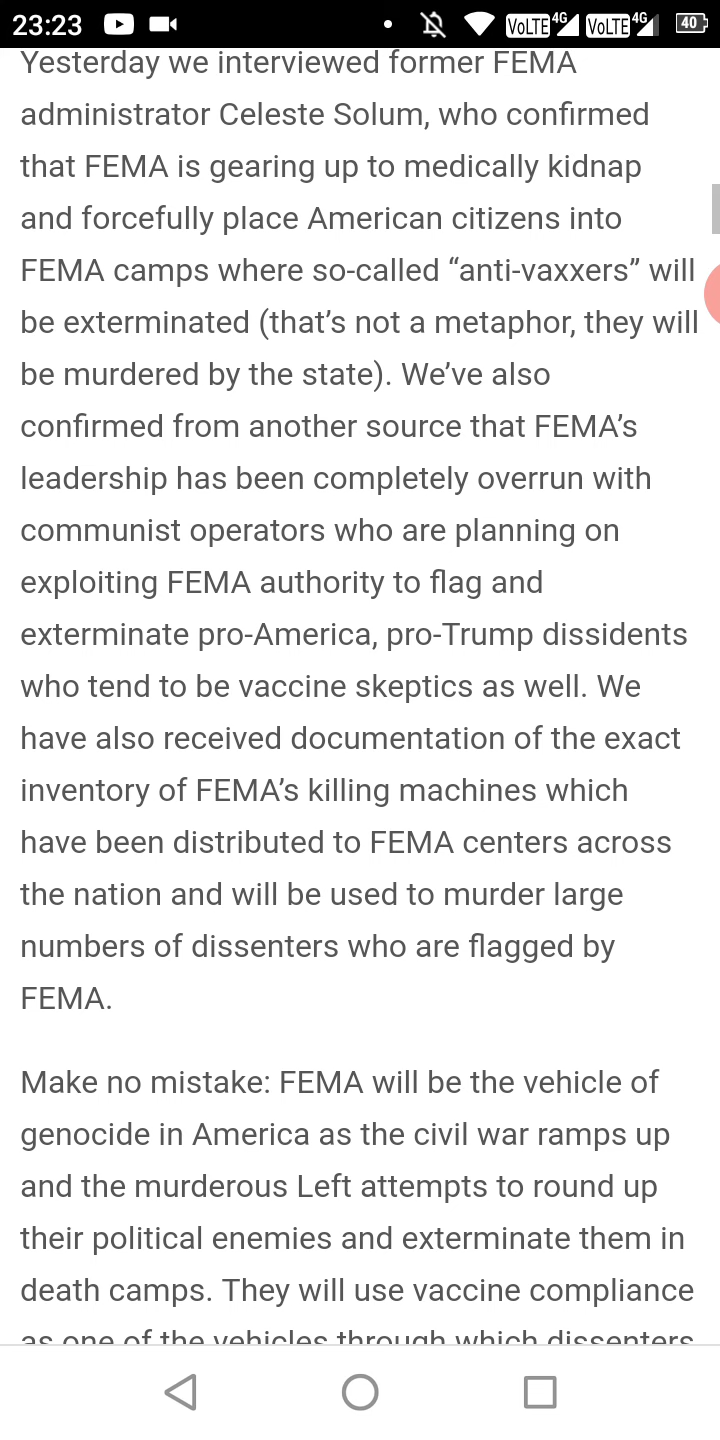 23:23
VoLTE 4G VoLTE 4G 40
Yesterday we interviewed former FEMA
administrator Celeste Solum, who confirmed
that FEMA is gearing up to medically kidnap
and forcefully place American citizens into
FEMA camps where so-called “anti-vaxxers” will
be exterminated (that’s not a metaphor, they will
be murdered by the state). We’ve also
confirmed from another source that FEMA’s
leadership has been completely overrun with
communist operators who are planning on
exploiting FEMA authority to flag and
exterminate pro-America, pro-Trump dissidents
who tend to be vaccine skeptics as well. We
have also received documentation of the exact
inventory of FEMA’s killing machines which
have been distributed to FEMA centers across
the nation and will be used to murder large
numbers of dissenters who are flagged by
FEMA.
Make no mistake: FEMA will be the vehicle of
genocide in America as the civil war ramps up
and the murderous Left attempts to round up
their political enemies and exterminate them in
death camps. They will use vaccine compliance
as one of the vehicles through which dissenters